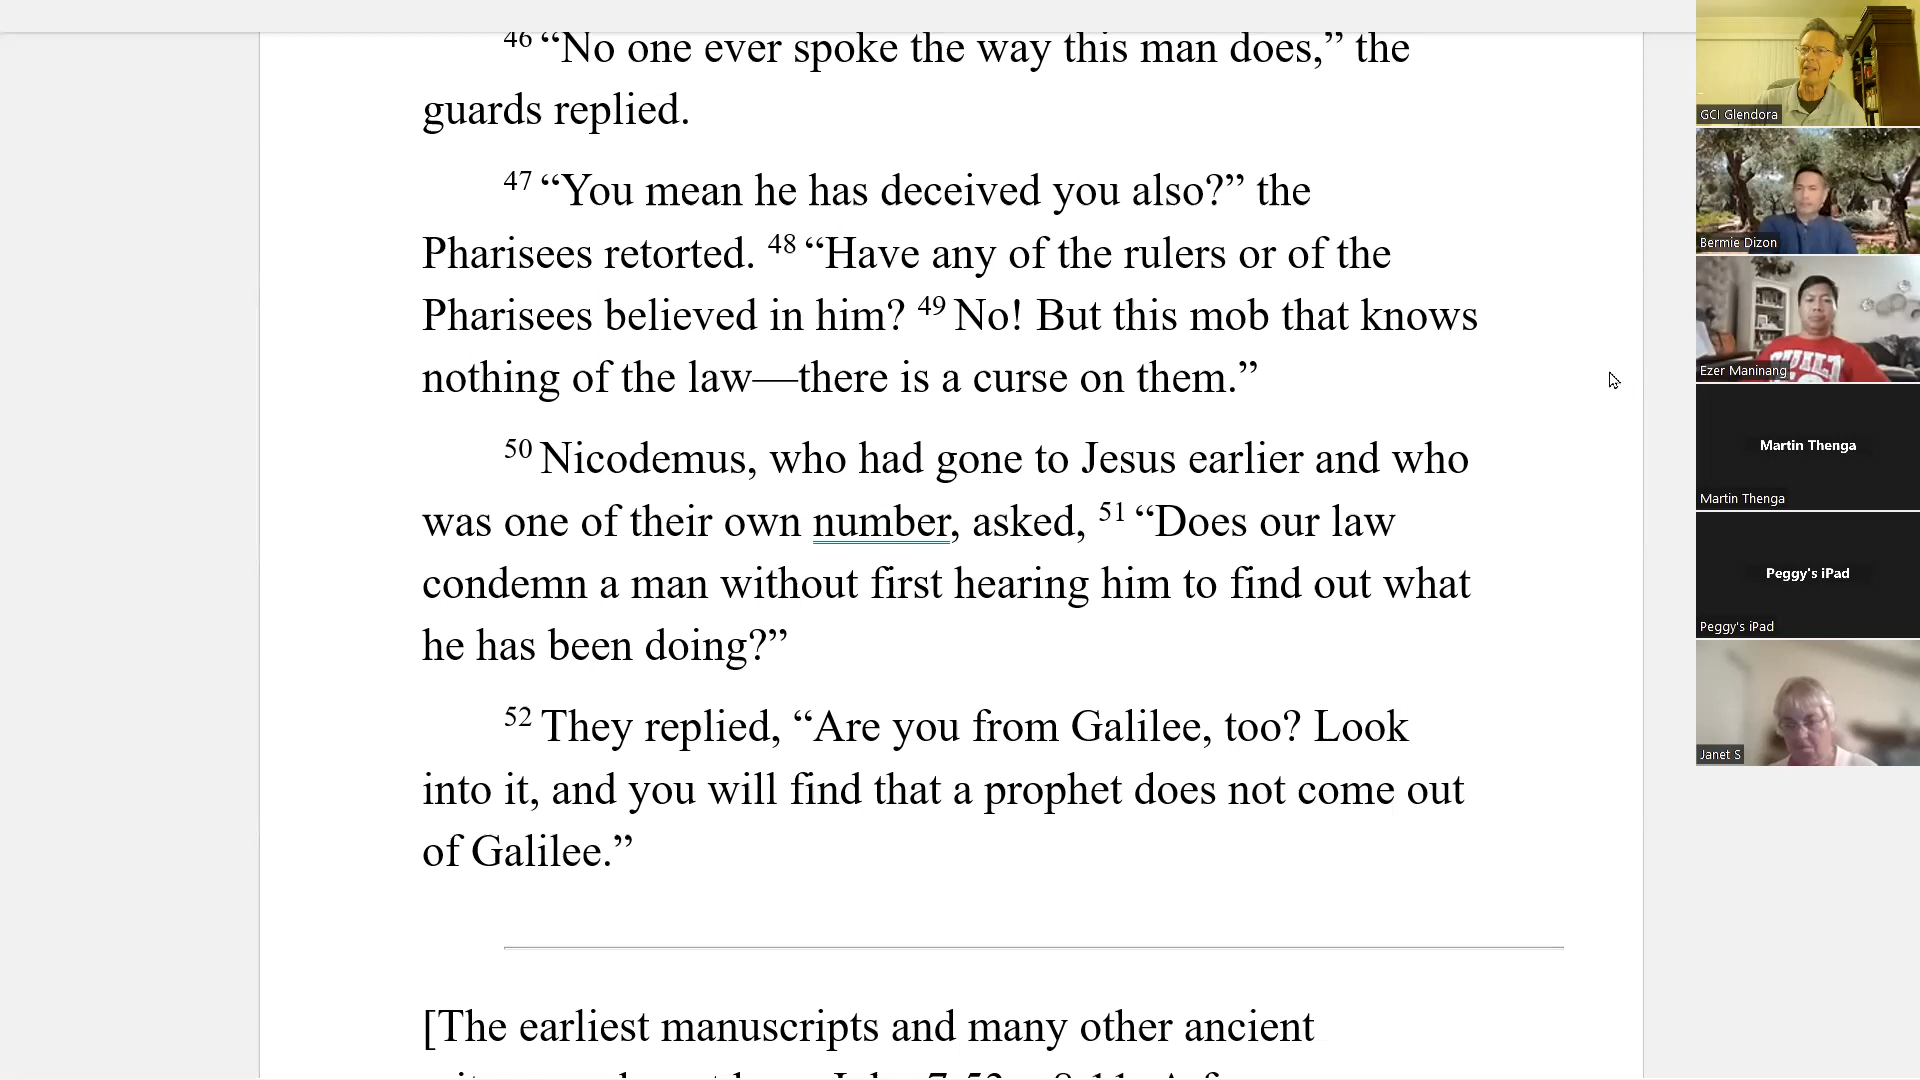 46 “No one ever spoke the way this man does,” the
guards replied.
47 “You mean he has deceived you also?” the
Pharisees retorted. 48 “Have any of the rulers or of the
Pharisees believed in him? 49 No! But this mob that knows
nothing of the law—there is a curse on them.”
50 Nicodemus, who had gone to Jesus earlier and who
was one of their own number, asked, 51 “Does our law
condemn a man without first hearing him to find out what
he has been doing?”
52 They replied, “Are you from Galilee, too? Look
into it, and you will find that a prophet does not come out
of Galilee.”
[The earliest manuscripts and many other ancient
GCI Glendora
Bermie Dizon
Ezer Maninang
Martin Thenga
Martin Thenga
Peggy's iPad
Peggy's iPad
Janet S